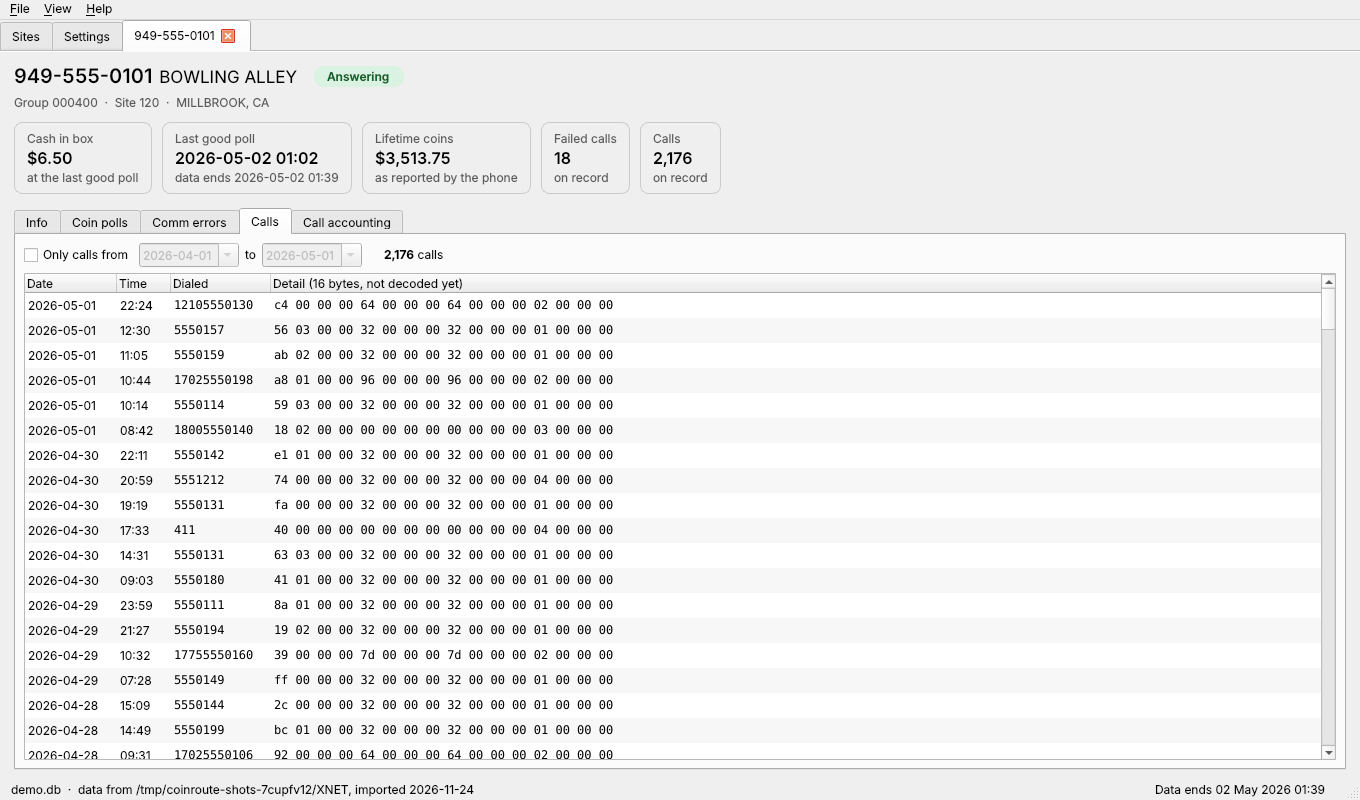 File View Help
Sites Settings 949-555-0101
949-555-0101 BOWLING ALLEY Answering
Group 000400 · Site 120 · MILLBROOK, CA
Cash in box Last good poll Lifetime coins Failed calls Calls
$6.50 2026-05-02 01:02 $3,513.75 18 2,176
at the last good poll data ends 2026-05-02 01:39 as reported by the phone on record on record
Info Coin polls Comm errors Calls Call accounting
Only calls from 2026-04-01 to 2026-05-01 2,176 calls
Date Time Dialed Detail (16 bytes, not decoded yet)
2026-05-01 22:24 12105550130 c4 00 00 00 64 00 00 00 64 00 00 00 02 00 00 00
2026-05-01 12:30 5550157 56 03 00 00 32 00 00 00 32 00 00 00 01 00 00 00
2026-05-01 11:05 5550159 ab 02 00 00 32 00 00 00 32 00 00 00 01 00 00 00
2026-05-01 10:44 17025550198 a8 01 00 00 96 00 00 00 96 00 00 00 02 00 00 00
2026-05-01 10:14 5550114 59 03 00 00 32 00 00 00 32 00 00 00 01 00 00 00
2026-05-01 08:42 18005550140 18 02 00 00 00 00 00 00 00 00 00 00 03 00 00 00
2026-04-30 22:11 5550142 e1 01 00 00 32 00 00 00 32 00 00 00 01 00 00 00
2026-04-30 20:59 5551212 74 00 00 00 32 00 00 00 32 00 00 00 04 00 00 00
2026-04-30 19:19 5550131 fa 00 00 00 32 00 00 00 32 00 00 00 01 00 00 00
2026-04-30 17:33 411 40 00 00 00 00 00 00 00 00 00 00 00 04 00 00 00
2026-04-30 14:31 5550131 63 03 00 00 32 00 00 00 32 00 00 00 01 00 00 00
2026-04-30 09:03 5550180 41 01 00 00 32 00 00 00 32 00 00 00 01 00 00 00
2026-04-29 23:59 5550111 8a 01 00 00 32 00 00 00 32 00 00 00 01 00 00 00
2026-04-29 21:27 5550194 19 02 00 00 32 00 00 00 32 00 00 00 01 00 00 00
2026-04-29 10:32 17755550160 39 00 00 00 7d 00 00 00 7d 00 00 00 02 00 00 00
2026-04-29 07:28 5550149 ff 00 00 00 32 00 00 00 32 00 00 00 01 00 00 00
2026-04-28 15:09 5550144 2c 00 00 00 32 00 00 00 32 00 00 00 01 00 00 00
2026-04-28 14:49 5550199 bc 01 00 00 32 00 00 00 32 00 00 00 01 00 00 00
2026-04-28 09:31 17025550106 92 00 00 00 64 00 00 00 64 00 00 00 02 00 00 00
demo.db · data from /tmp/coinroute-shots-7cupfv12/XNET, imported 2026-11-24 Data ends 02 May 2026 01:39